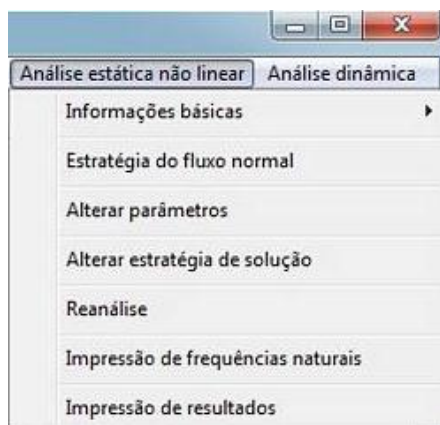 Análise estática não linear Análise dinâmica
Informações básicas
Estratégia do fluxo normal
Alterar parâmetros
Alterar estratégia de solução
Reanálise
Impressão de frequências naturais
Impressão de resultados